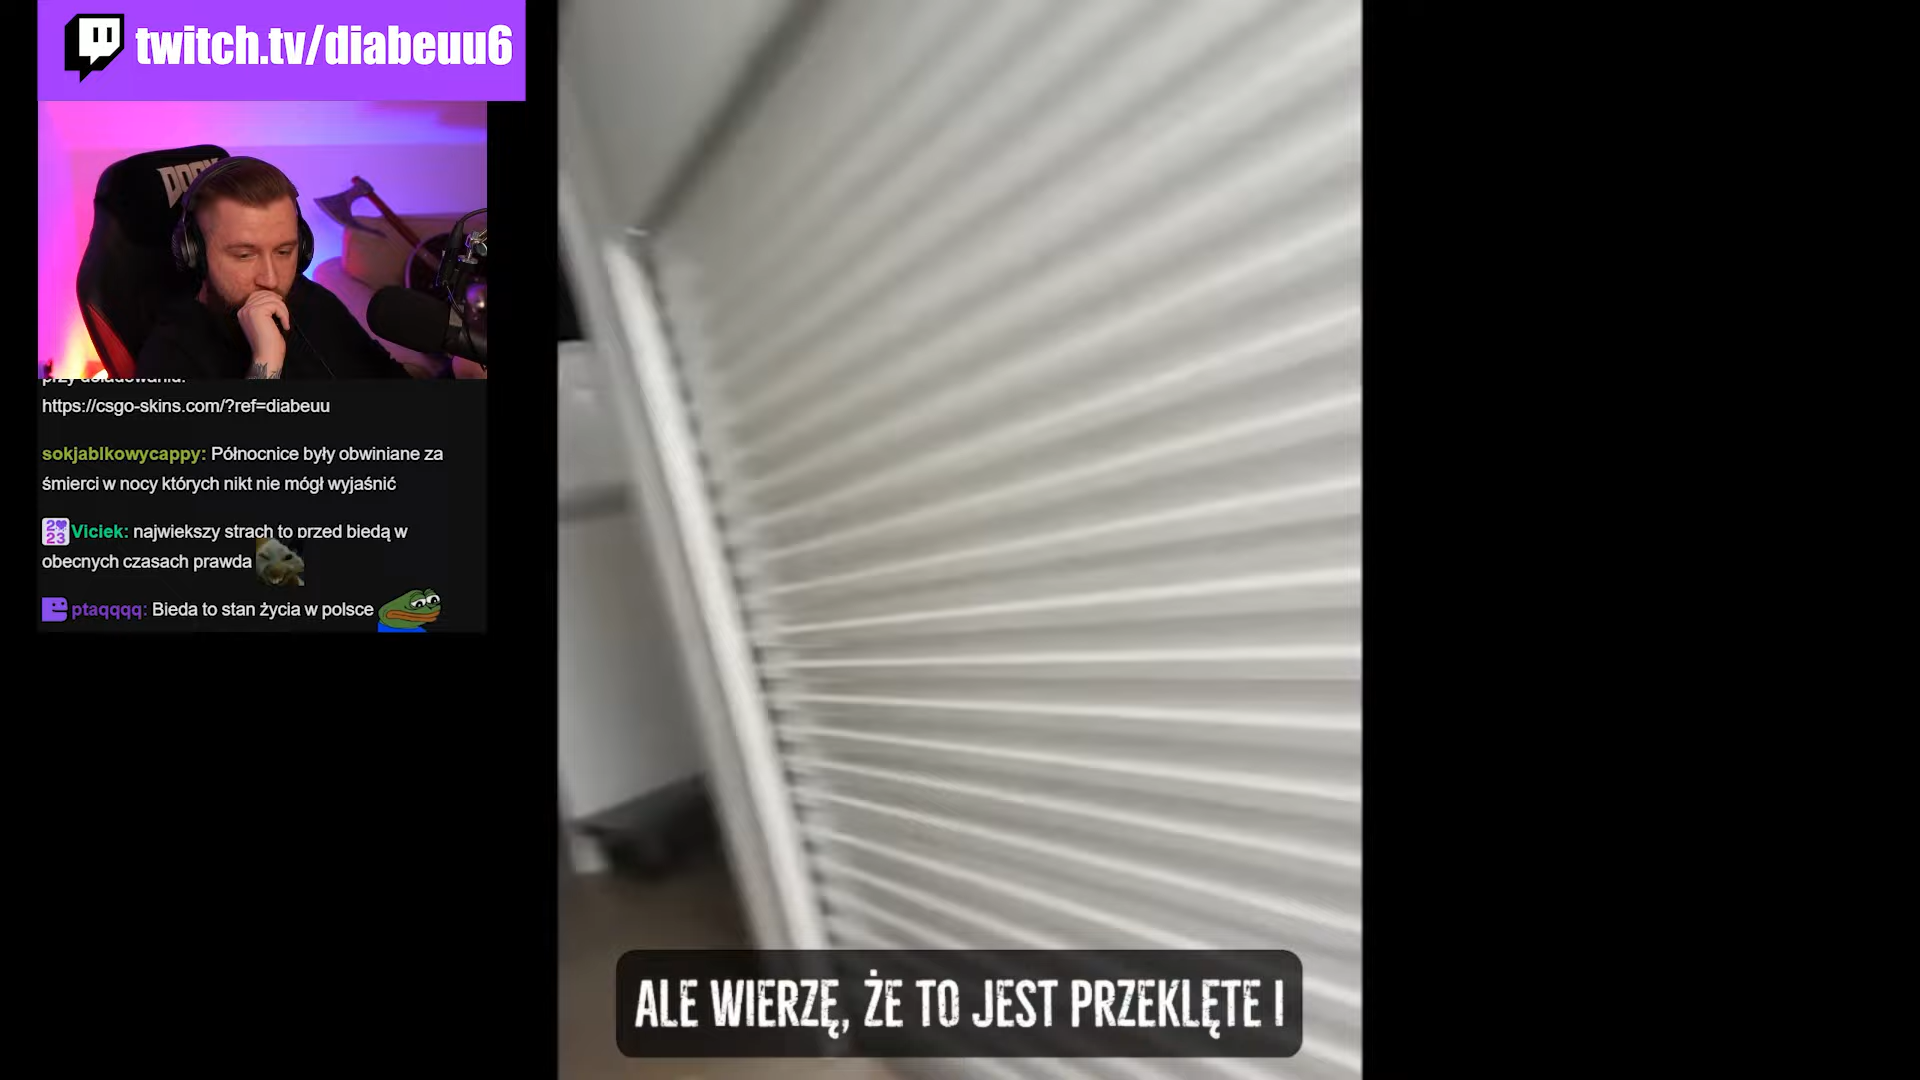 twitch.tv/diabeuu6
przy doładowaniu:
https://csgo-skins.com/?ref=diabeuu
sokjablkowycappy: Północnice były obwiniane za
śmierci w nocy których nikt nie mógł wyjaśnić
Viciek: najwiekszy strach to przed biedą w
obecnych czasach prawda
ptaqqqq: Bieda to stan życia w polsce
ALE WIERZĘ, ŻE TO JEST PRZEKLĘTE I